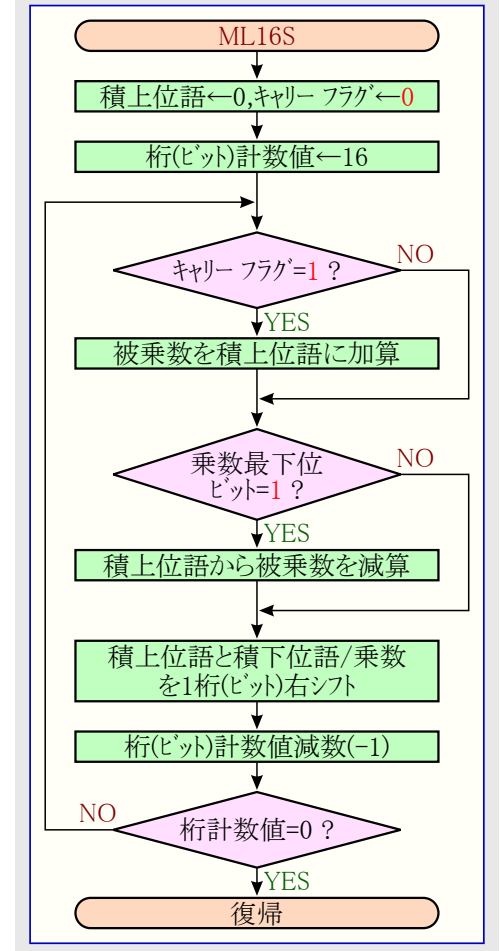 ML16S
積上位語←0,ｷｬﾘｰ ﾌﾗｸﾞ←0
桁(ﾋﾞｯﾄ)計数値←16
ｷｬﾘｰ ﾌﾗｸﾞ=1 ?
NO
YES
被乗数を積上位語に加算
乗数最下位
ﾋﾞｯﾄ=1 ?
NO
YES
積上位語から被乗数を減算
積上位語と積下位語/乗数
を1桁(ﾋﾞｯﾄ)右ｼﾌﾄ
桁(ﾋﾞｯﾄ)計数値減数(−1)
NO
桁計数値=0 ?
YES
復帰